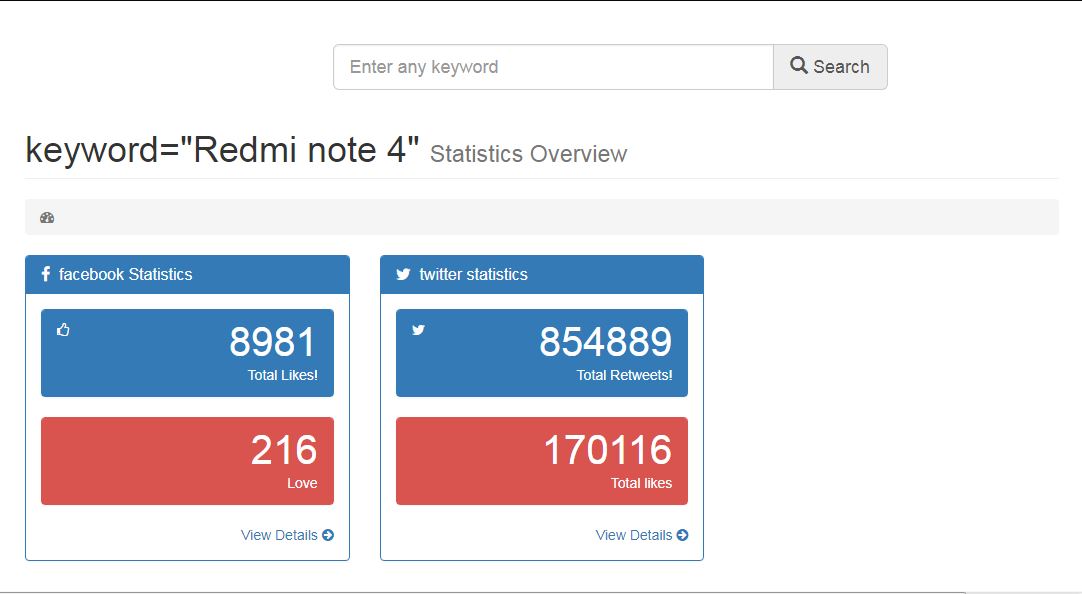 Enter any keyword
Search
keyword="Redmi note 4" Statistics Overview
facebook Statistics
8981
Total Likes!
216
Love
View Details
twitter statistics
854889
Total Retweets!
170116
Total likes
View Details